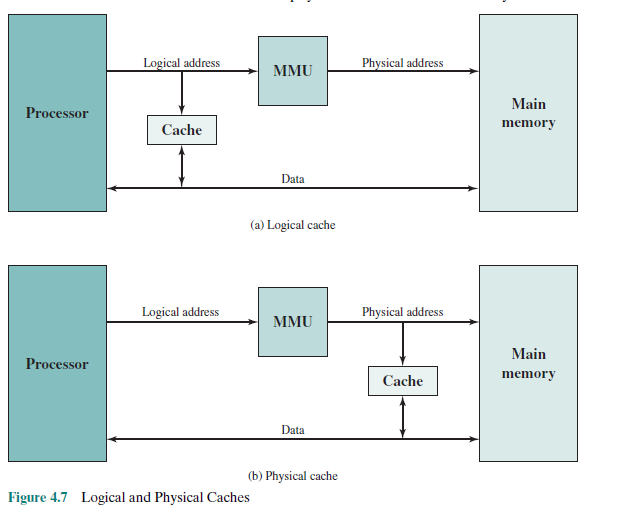 Logical address
MMU
Physical address
Processor
Main
memory
Cache
Data
(a) Logical cache
Logical address
MMU
Physical address
Processor
Main
memory
Cache
Data
(b) Physical cache
Figure 4.7 Logical and Physical Caches